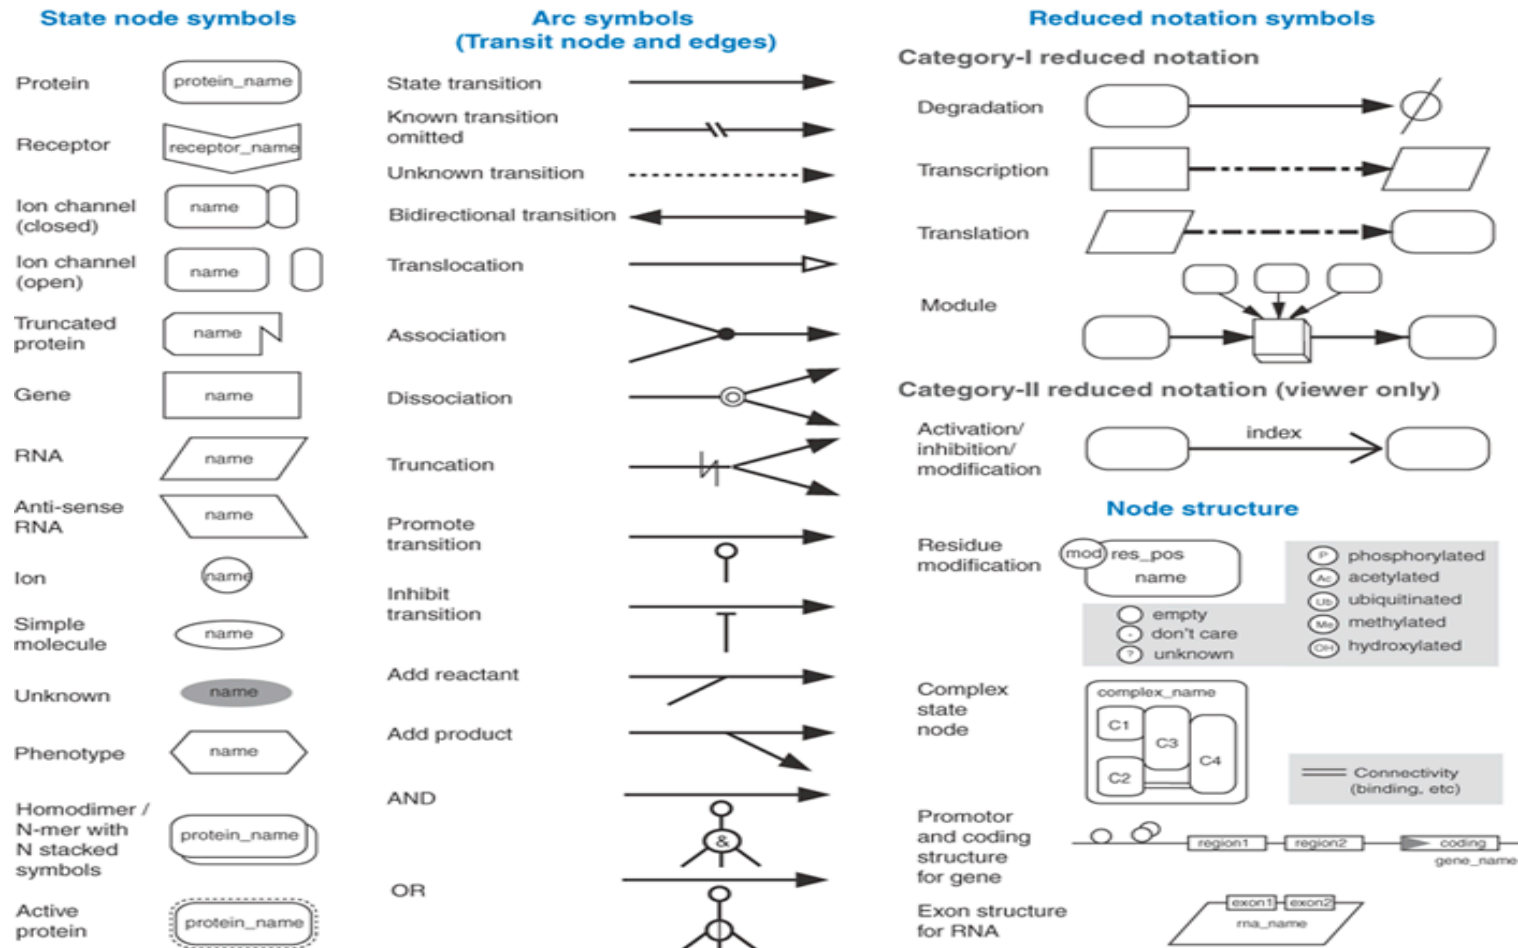 State node symbols
Protein
protein_name
Receptor
receptor_name
Ion channel
(closed)
name
Ion channel
(open)
name
Truncated
protein
name
Gene
name
RNA
name
Anti-sense
RNA
name
Ion
name
Simple
molecule
name
Unknown
name
Phenotype
name
Homodimer /
N-mer with
N stacked
symbols
protein_name
Active
protein
protein_name
Arc symbols
(Transit node and edges)
State transition
Known transition
omitted
Unknown transition
Bidirectional transition
Translocation
Association
Dissociation
Truncation
Promote
transition
Inhibit
transition
Add reactant
Add product
AND
&
OR
Reduced notation symbols
Category-I reduced notation
Degradation
Transcription
Translation
Module
Category-II reduced notation (viewer only)
Activation/
inhibition/
modification
index
Node structure
Residue
modification
mod
res_pos
name
empty
- don't care
? unknown
P phosphorylated
Ac acetylated
Ub ubiquitinated
Me methylated
OH hydroxylated
Complex
state
node
complex_name
C1
C2
C3
C4
Connectivity
(binding, etc)
Promotor
and coding
structure
for gene
region1
region2
coding
gene_name
Exon structure
for RNA
exon1
exon2
rna_name